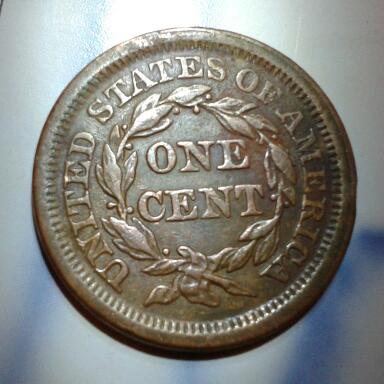 UNITED STATES OF AMERICA
ONE
CENT